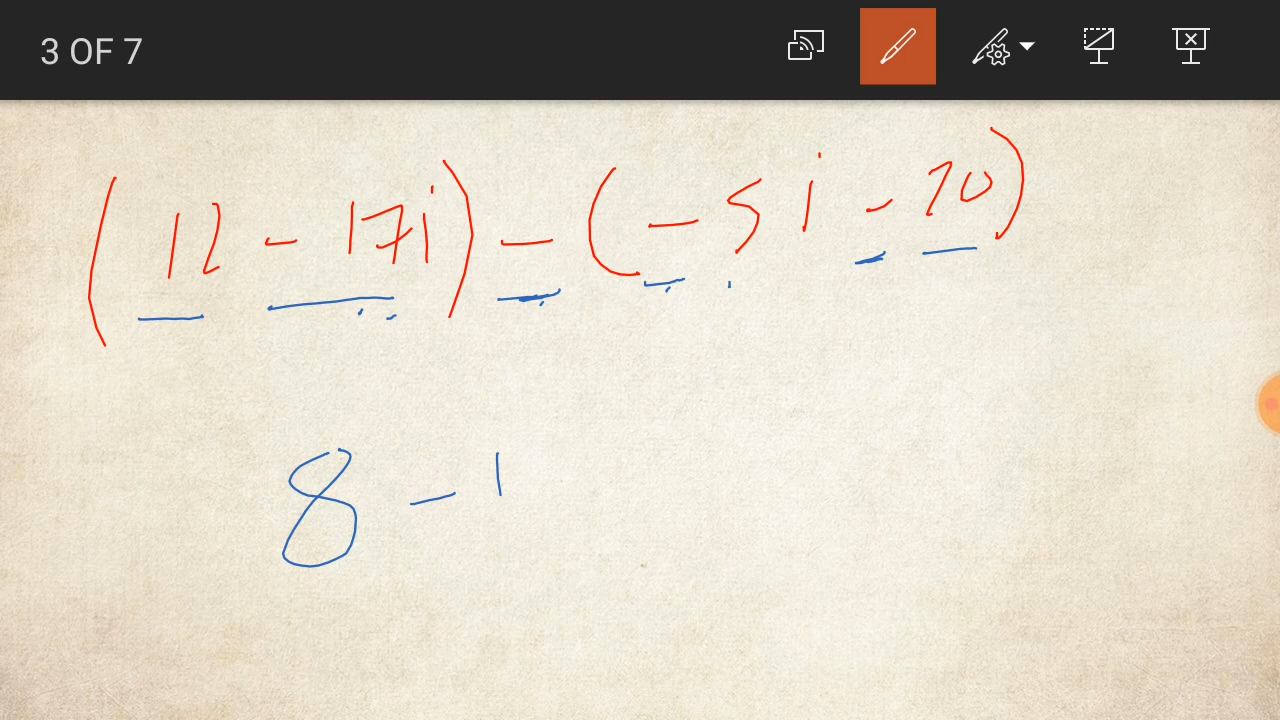 3 OF 7
(12 - 17i) - (-5i - 20)
8 - 1